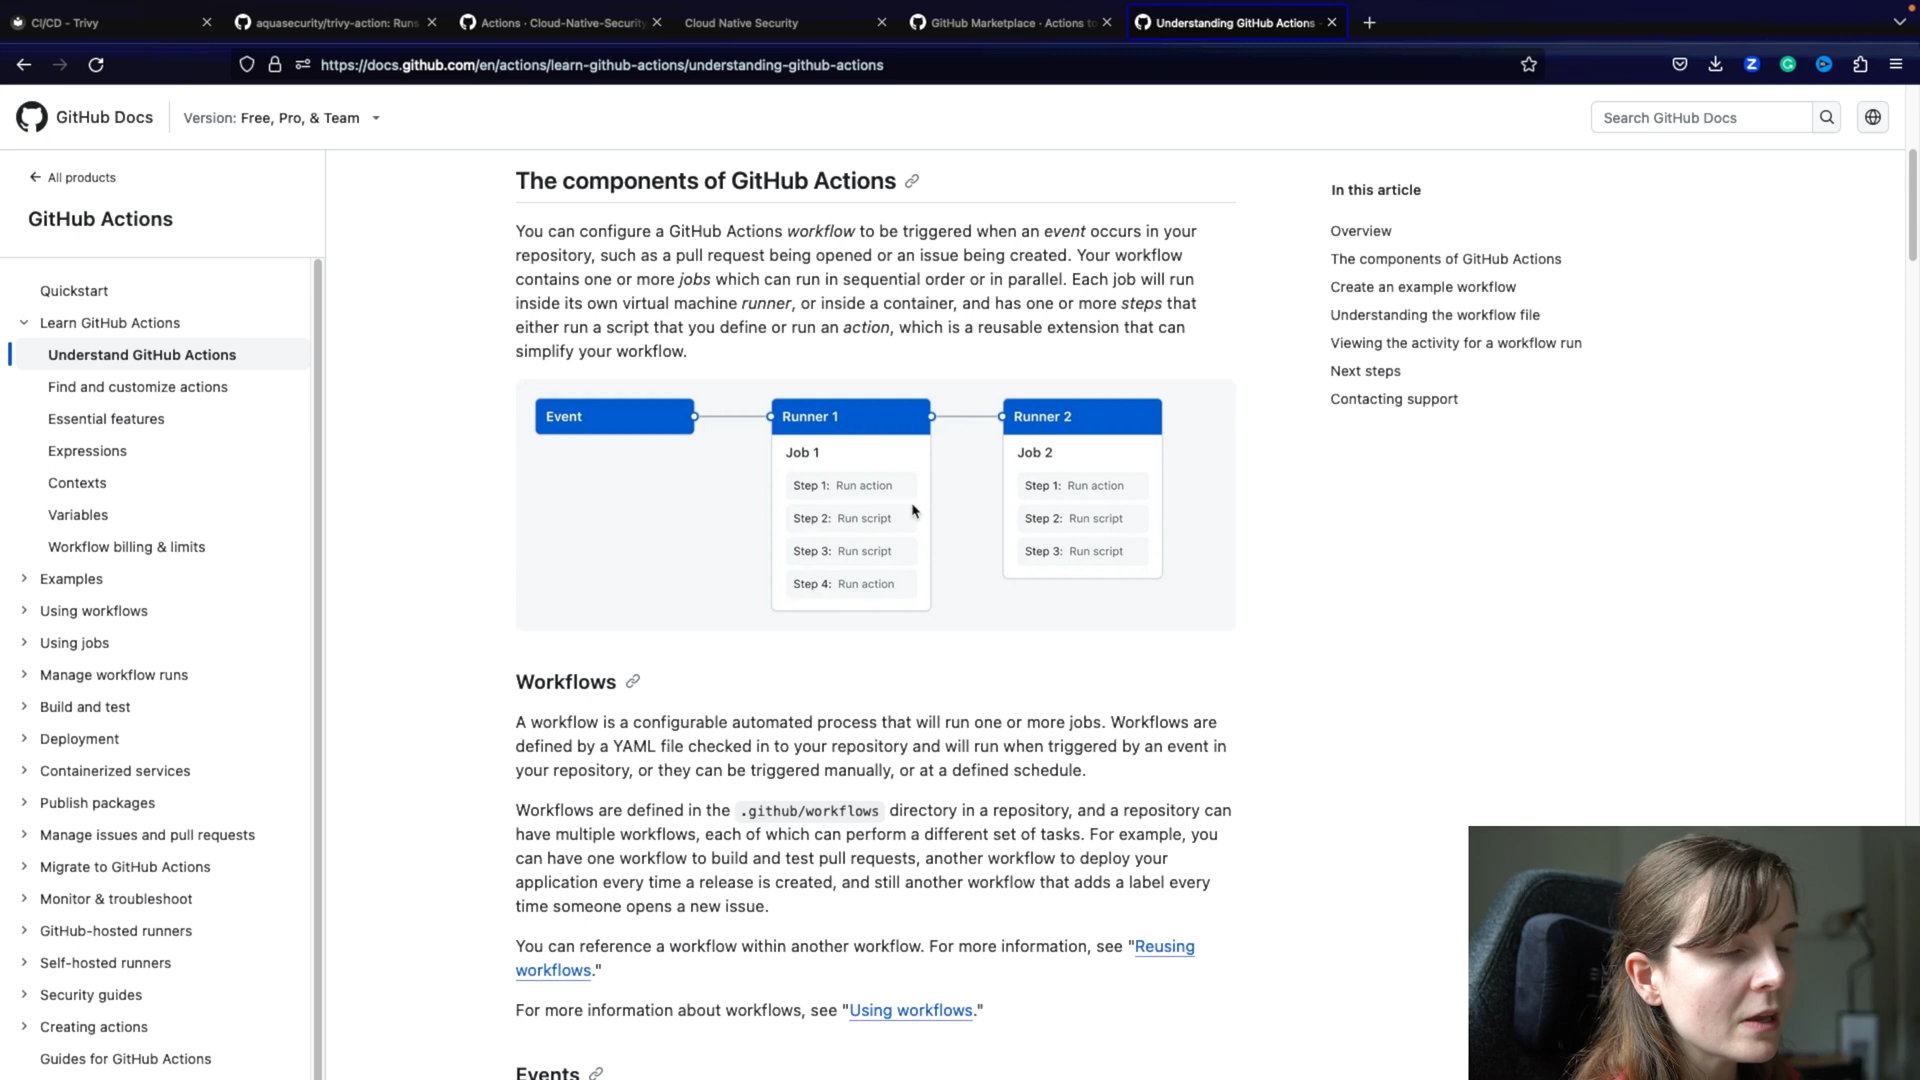 CI/CD - Trivy
aquasecurity/trivy-action: Runs
Actions · Cloud-Native-Security
Cloud Native Security
GitHub Marketplace · Actions to
Understanding GitHub Actions -
https://docs.github.com/en/actions/learn-github-actions/understanding-github-actions
GitHub Docs
Version: Free, Pro, & Team
Search GitHub Docs
All products
GitHub Actions
Quickstart
Learn GitHub Actions
Understand GitHub Actions
Find and customize actions
Essential features
Expressions
Contexts
Variables
Workflow billing & limits
Examples
Using workflows
Using jobs
Manage workflow runs
Build and test
Deployment
Containerized services
Publish packages
Manage issues and pull requests
Migrate to GitHub Actions
Monitor & troubleshoot
GitHub-hosted runners
Self-hosted runners
Security guides
Creating actions
Guides for GitHub Actions
The components of GitHub Actions
You can configure a GitHub Actions workflow to be triggered when an event occurs in your
repository, such as a pull request being opened or an issue being created. Your workflow
contains one or more jobs which can run in sequential order or in parallel. Each job will run
inside its own virtual machine runner, or inside a container, and has one or more steps that
either run a script that you define or run an action, which is a reusable extension that can
simplify your workflow.
Event
Runner 1
Job 1
Step 1: Run action
Step 2: Run script
Step 3: Run script
Step 4: Run action
Runner 2
Job 2
Step 1: Run action
Step 2: Run script
Step 3: Run script
Workflows
A workflow is a configurable automated process that will run one or more jobs. Workflows are
defined by a YAML file checked in to your repository and will run when triggered by an event in
your repository, or they can be triggered manually, or at a defined schedule.
Workflows are defined in the .github/workflows directory in a repository, and a repository can
have multiple workflows, each of which can perform a different set of tasks. For example, you
can have one workflow to build and test pull requests, another workflow to deploy your
application every time a release is created, and still another workflow that adds a label every
time someone opens a new issue.
You can reference a workflow within another workflow. For more information, see "Reusing
workflows."
For more information about workflows, see "Using workflows."
Events
In this article
Overview
The components of GitHub Actions
Create an example workflow
Understanding the workflow file
Viewing the activity for a workflow run
Next steps
Contacting support